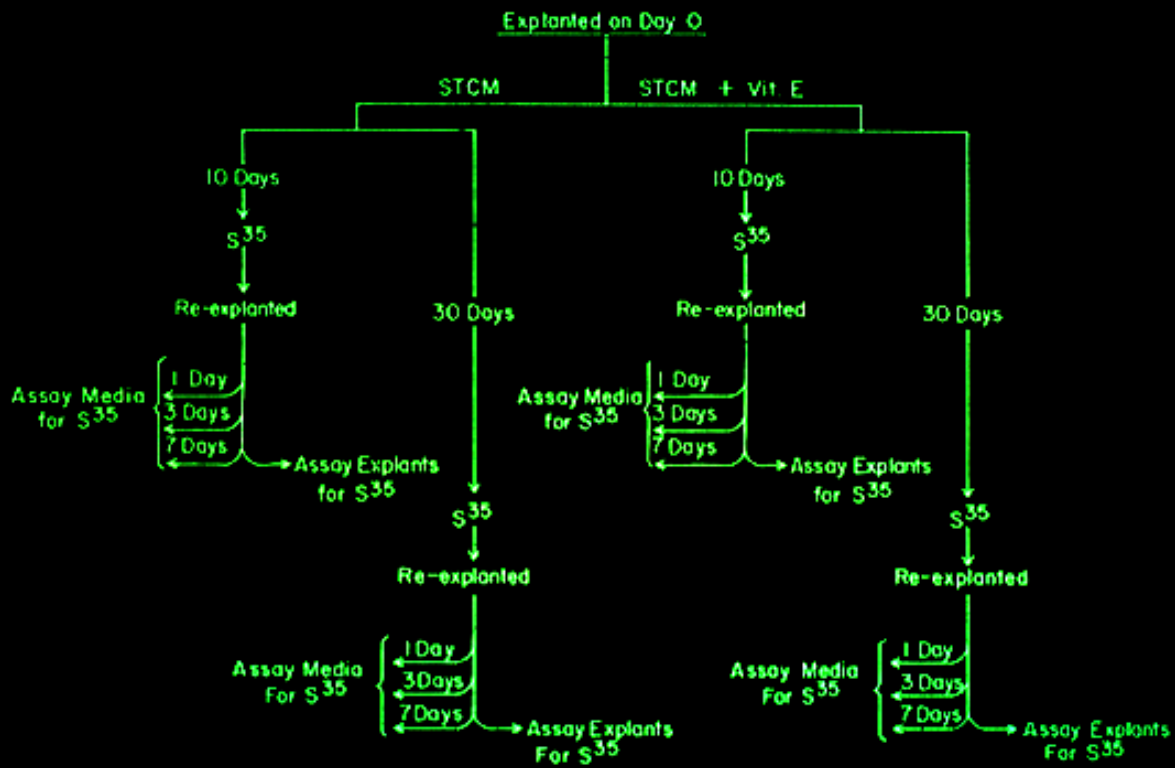 Explanted on Day 0
STCM
STCM + Vit. E
10 Days
S35
Re-explanted
1 Day
3 Days
7 Days
Assay Media
for S35
Assay Explants
for S35
30 Days
S35
Re-explanted
1 Day
3 Days
7 Days
Assay Media
For S35
Assay Explants
For S35
10 Days
S35
Re-explanted
1 Day
3 Days
7 Days
Assay Media
for S35
Assay Explants
for S35
30 Days
S35
Re-explanted
1 Day
3 Days
7 Days
Assay Media
For S35
Assay Explants
For S35